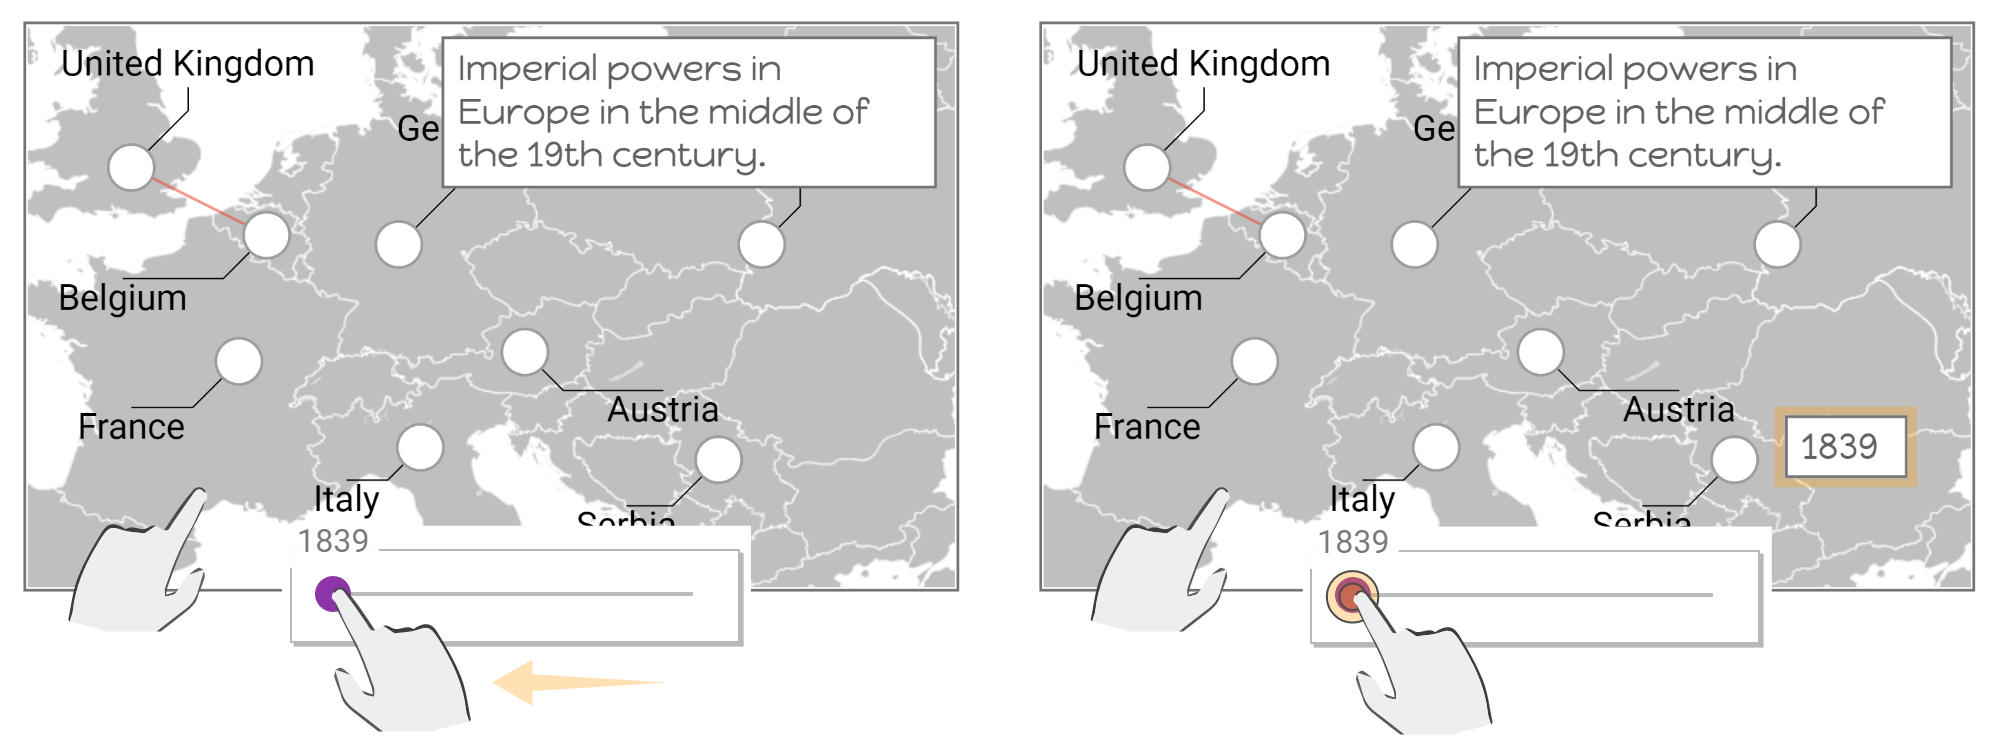 United Kingdom
Imperial powers in
Europe in the middle of
the 19th century.
Ge
Belgium
France
Austria
Italy
Serbia
1839
United Kingdom
Imperial powers in
Europe in the middle of
the 19th century.
Ge
Belgium
France
Austria
1839
Italy
Serbia
1839